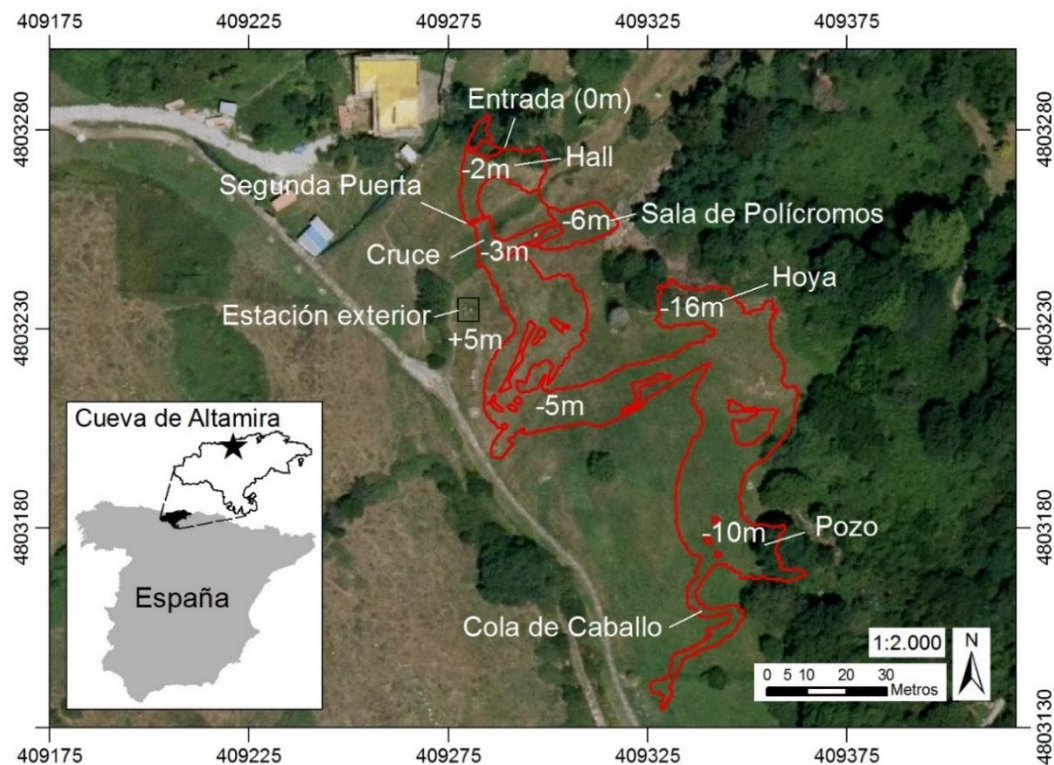 409175 409225 409275 409325 409375
4803280 4803280
Entrada (0m)
-2m Hall
Segunda Puerta
-6m Sala de Polícromos
Cruce -3m
Hoya
-16m
4803230 4803230
Estación exterior
+5m
-5m
Cueva de Altamira
España
4803180 4803180
-10m Pozo
Cola de Caballo
1:2.000 N
0 5 10 20 30
Metros
4803130 4803130
409175 409225 409275 409325 409375